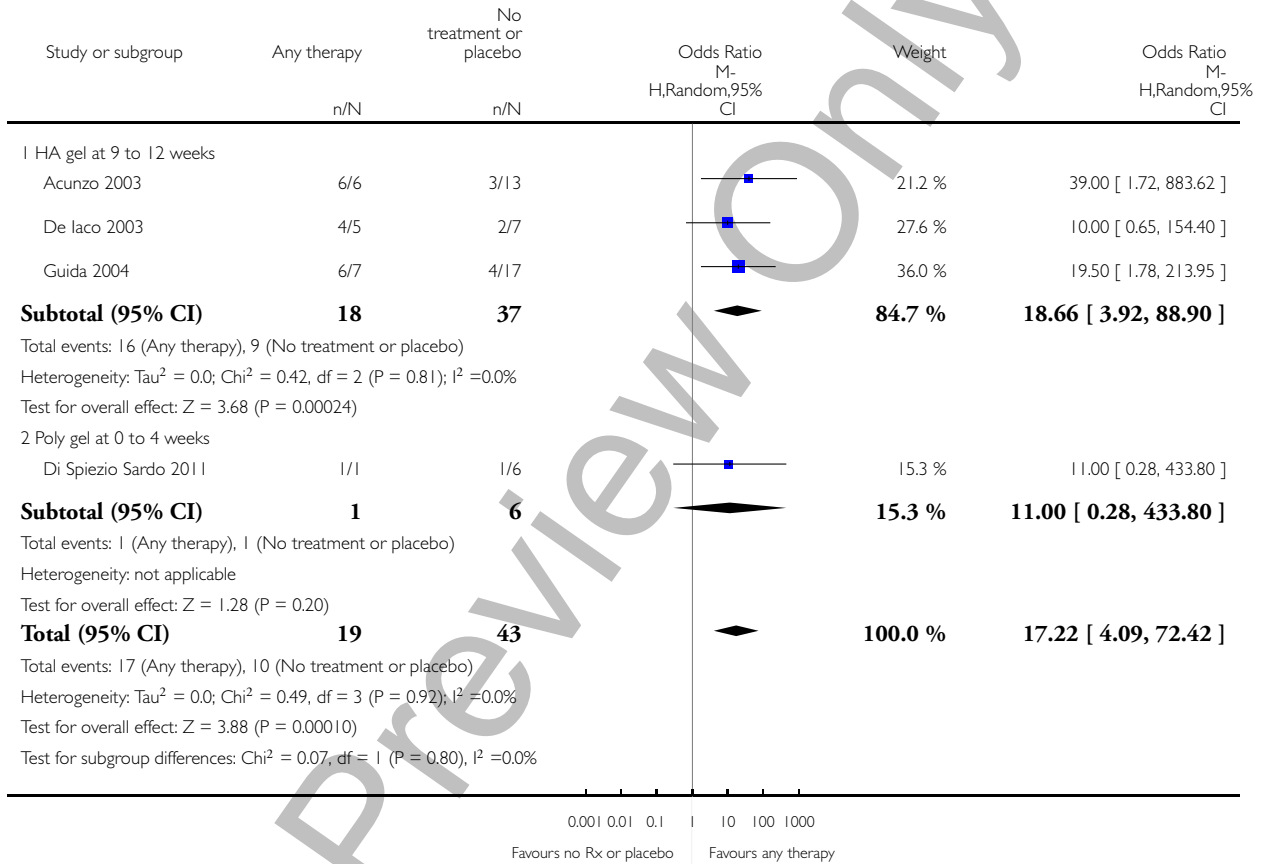 Study or subgroup Any therapy No treatment or placebo Odds Ratio Weight Odds Ratio
n/N n/N M-H,Random,95% CI M-H,Random,95% CI
1 HA gel at 9 to 12 weeks
Acunzo 2003 6/6 3/13 21.2 % 39.00 [ 1.72, 883.62 ]
De Iaco 2003 4/5 2/7 27.6 % 10.00 [ 0.65, 154.40 ]
Guida 2004 6/7 4/17 36.0 % 19.50 [ 1.78, 213.95 ]
Subtotal (95% CI) 18 37 84.7 % 18.66 [ 3.92, 88.90 ]
Total events: 16 (Any therapy), 9 (No treatment or placebo)
Heterogeneity: Tau² = 0.0; Chi² = 0.42, df = 2 (P = 0.81); I² =0.0%
Test for overall effect: Z = 3.68 (P = 0.00024)
2 Poly gel at 0 to 4 weeks
Di Spiezio Sardo 2011 1/1 1/6 15.3 % 11.00 [ 0.28, 433.80 ]
Subtotal (95% CI) 1 6 15.3 % 11.00 [ 0.28, 433.80 ]
Total events: 1 (Any therapy), 1 (No treatment or placebo)
Heterogeneity: not applicable
Test for overall effect: Z = 1.28 (P = 0.20)
Total (95% CI) 19 43 100.0 % 17.22 [ 4.09, 72.42 ]
Total events: 17 (Any therapy), 10 (No treatment or placebo)
Heterogeneity: Tau² = 0.0; Chi² = 0.49, df = 3 (P = 0.92); I² =0.0%
Test for overall effect: Z = 3.88 (P = 0.00010)
Test for subgroup differences: Chi² = 0.07, df = 1 (P = 0.80), I² =0.0%
0.001 0.01 0.1 1 10 100 1000
Favours no Rx or placebo Favours any therapy
Preview Only